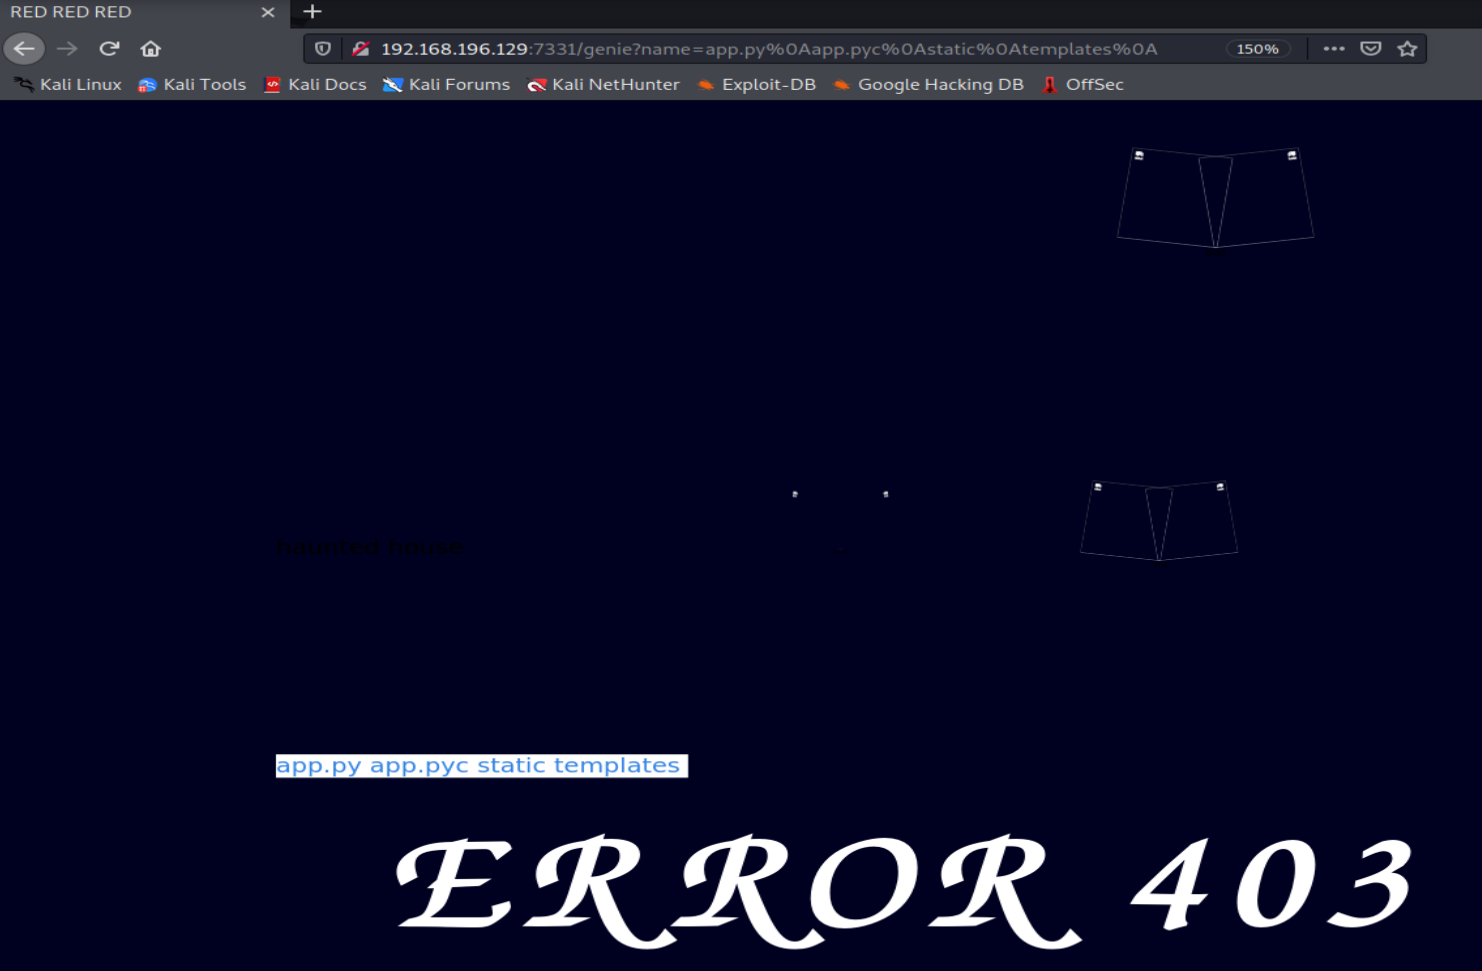 RED RED RED
192.168.196.129:7331/genie?name=app.py%0Aapp.pyc%0Astatic%0Atemplates%0A 150%
Kali Linux Kali Tools Kali Docs Kali Forums Kali NetHunter Exploit-DB Google Hacking DB OffSec
haunted house
app.py app.pyc static templates
ERROR 403